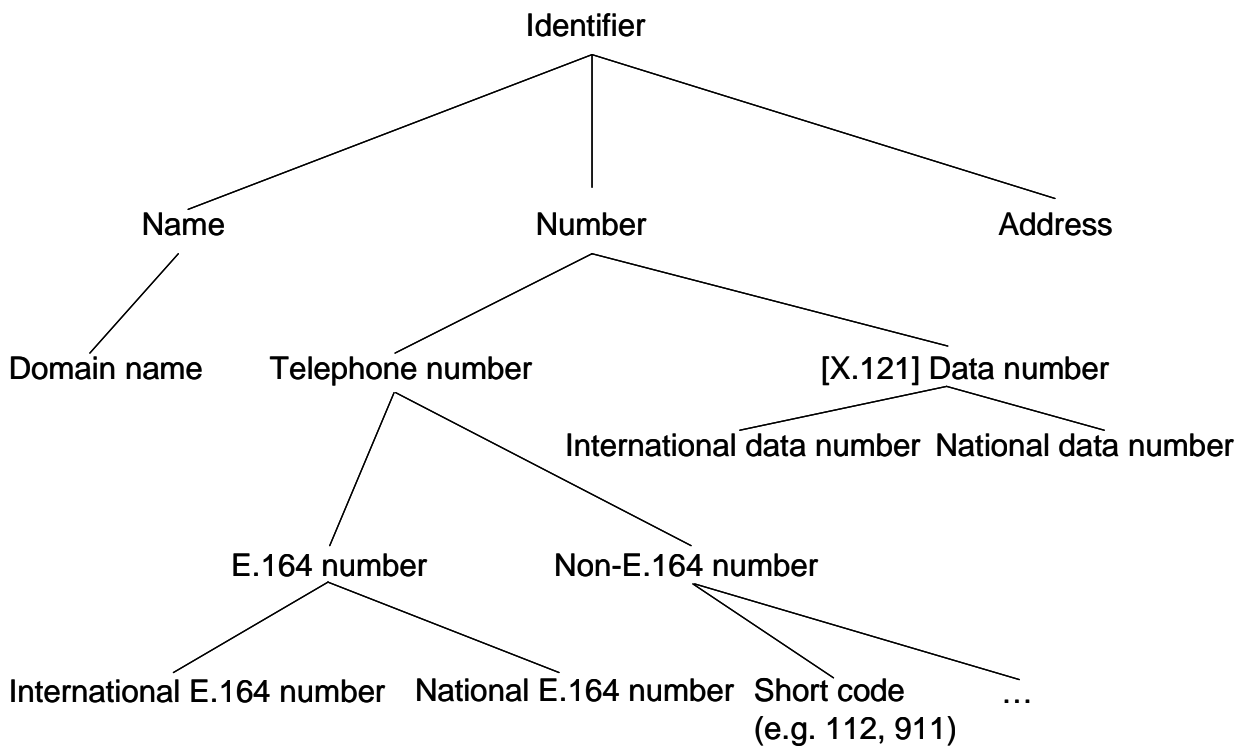 Identifier
Name Number Address
Domain name Telephone number [X.121] Data number
International data number National data number
E.164 number Non-E.164 number
International E.164 number National E.164 number Short code ...
(e.g. 112, 911)